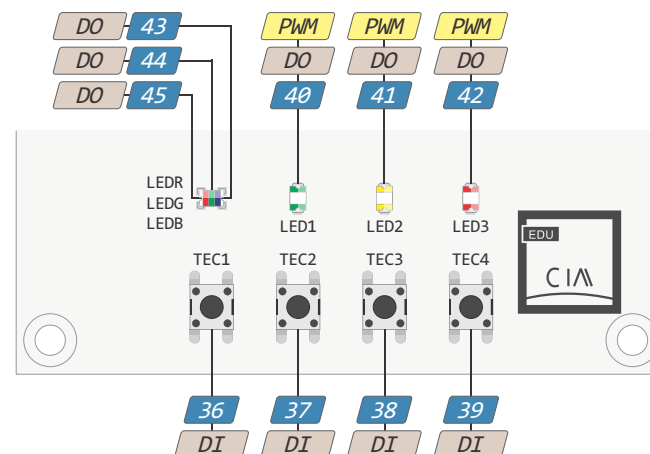 DO 43 PWM PWM PWM
DO 44 DO DO DO
DO 45 40 41 42
LEDR
LEDG
LEDB
LED1 LED2 LED3
EDU
CIAA
TEC1 TEC2 TEC3 TEC4
36 37 38 39
DI DI DI DI